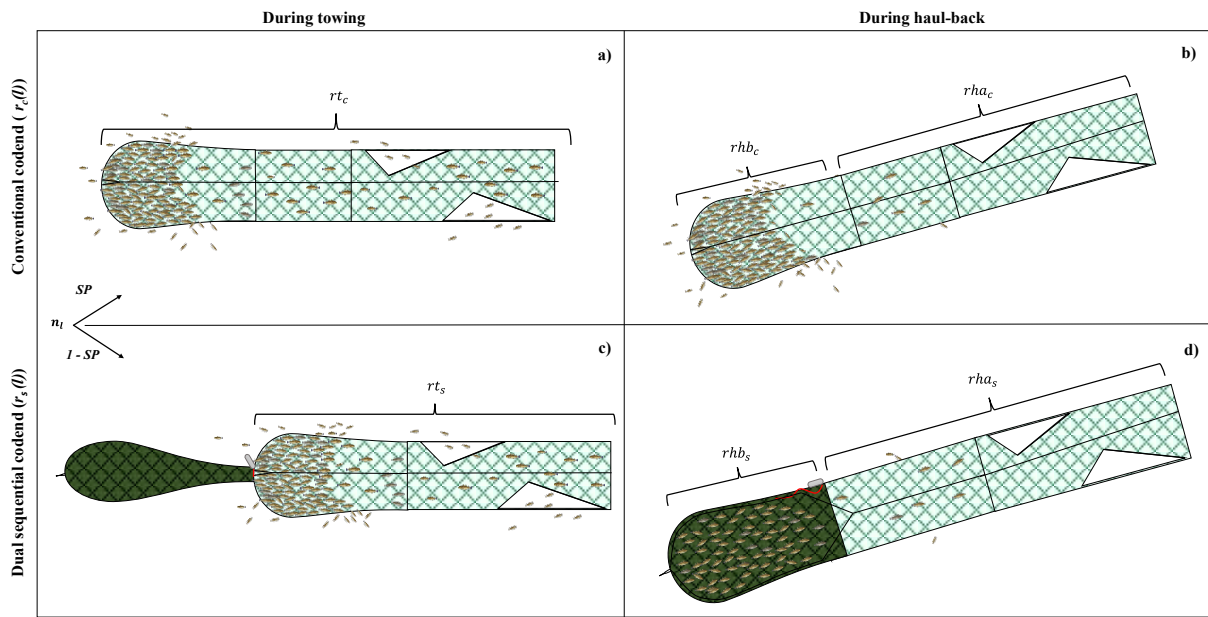 During towing
During haul-back
Conventional codend ( r_c(l))
a)
rt_c
b)
rha_c
rhb_c
SP
n_l
1 - SP
Dual sequential codend (r_s(l))
c)
rt_s
d)
rha_s
rhb_s